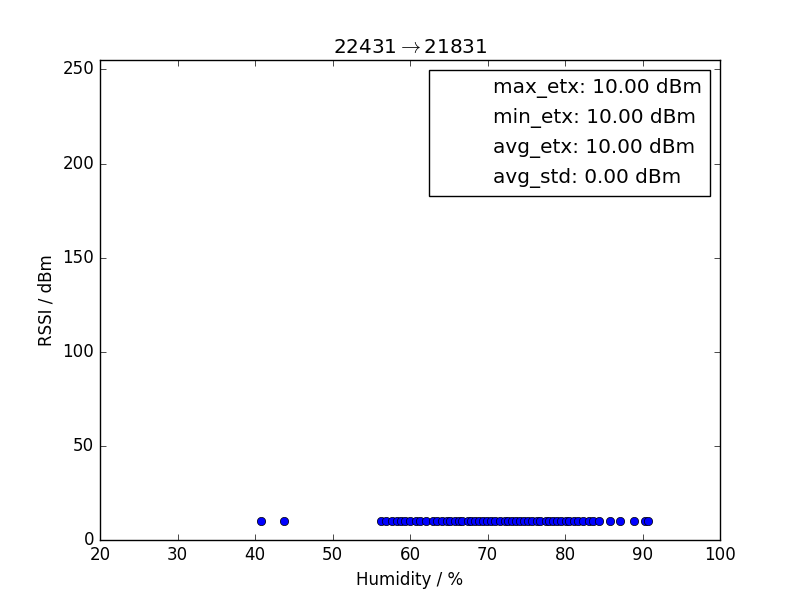 22431→21831
max_etx: 10.00 dBm
min_etx: 10.00 dBm
avg_etx: 10.00 dBm
avg_std: 0.00 dBm
250
200
150
100
50
0
RSSI / dBm
20 30 40 50 60 70 80 90 100
Humidity / %